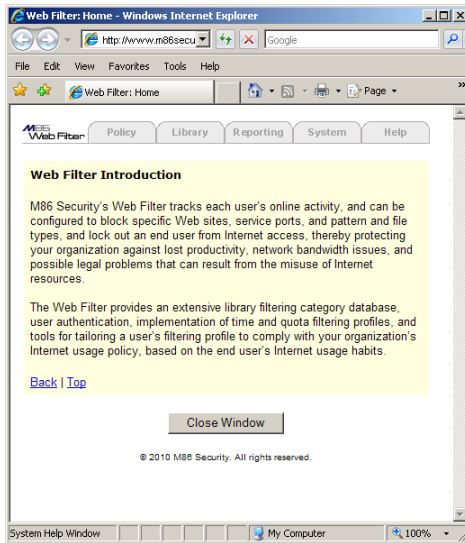 Web Filter: Home - Windows Internet Explorer
http://www.m86secu
Google
File Edit View Favorites Tools Help
Web Filter: Home
Page
»
M86
Web Filter
Policy Library Reporting System Help
Web Filter Introduction
M86 Security's Web Filter tracks each user's online activity, and can be
configured to block specific Web sites, service ports, and pattern and file
types, and lock out an end user from Internet access, thereby protecting
your organization against lost productivity, network bandwidth issues, and
possible legal problems that can result from the misuse of Internet
resources.
The Web Filter provides an extensive library filtering category database,
user authentication, implementation of time and quota filtering profiles, and
tools for tailoring a user's filtering profile to comply with your organization's
Internet usage policy, based on the end user's Internet usage habits.
Back | Top
Close Window
© 2010 M86 Security. All rights reserved.
System Help Window My Computer 100%